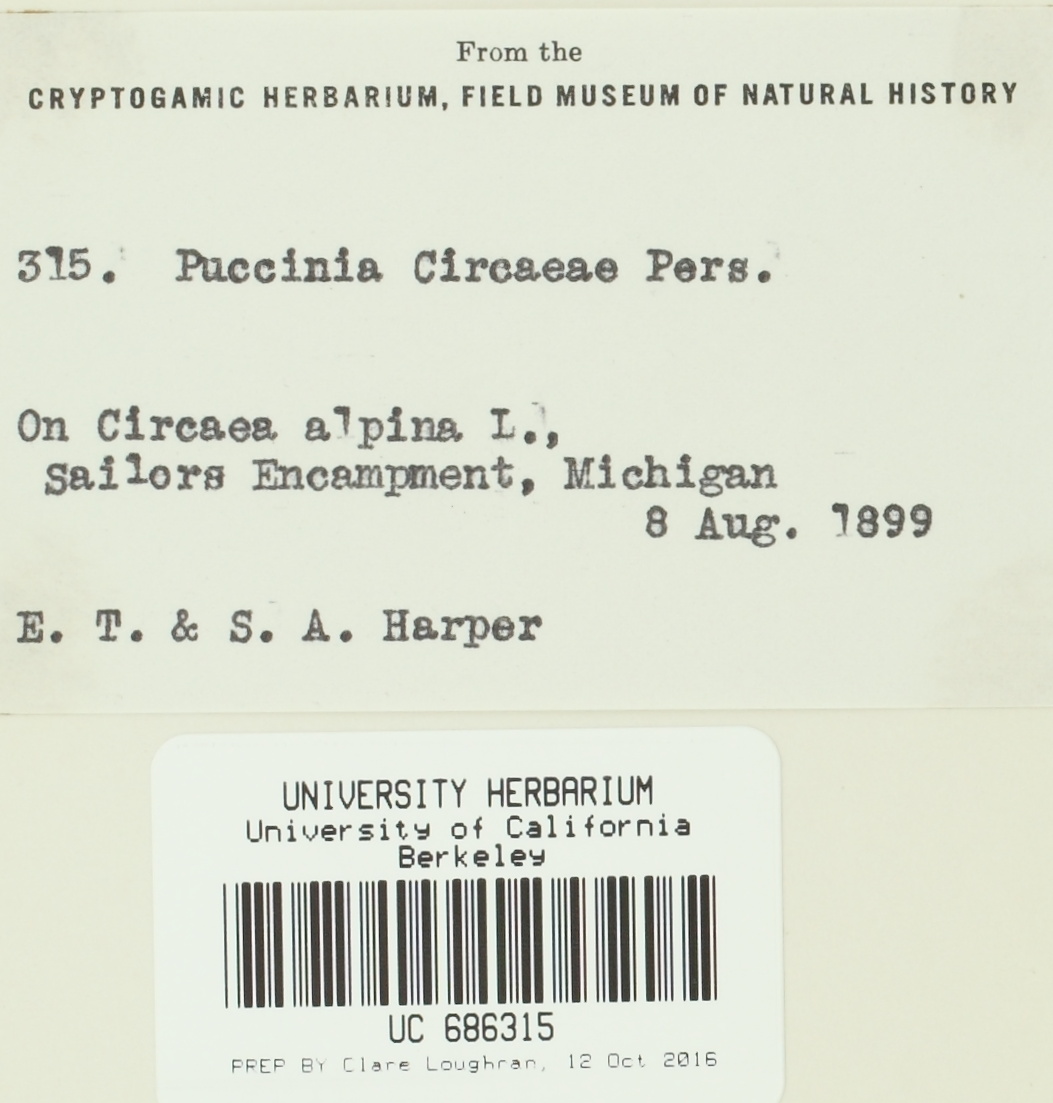 From the
CRYPTOGAMIC HERBARIUM, FIELD MUSEUM OF NATURAL HISTORY
315. Puccinia Circaeae Pers.
On Circaea alpina L.,
Sailors Encampment, Michigan
8 Aug. 1899
E. T. & S. A. Harper
UNIVERSITY HERBARIUM
University of California
Berkeley
UC 686315
PREP BY Clare Loughran, 12 Oct 2016